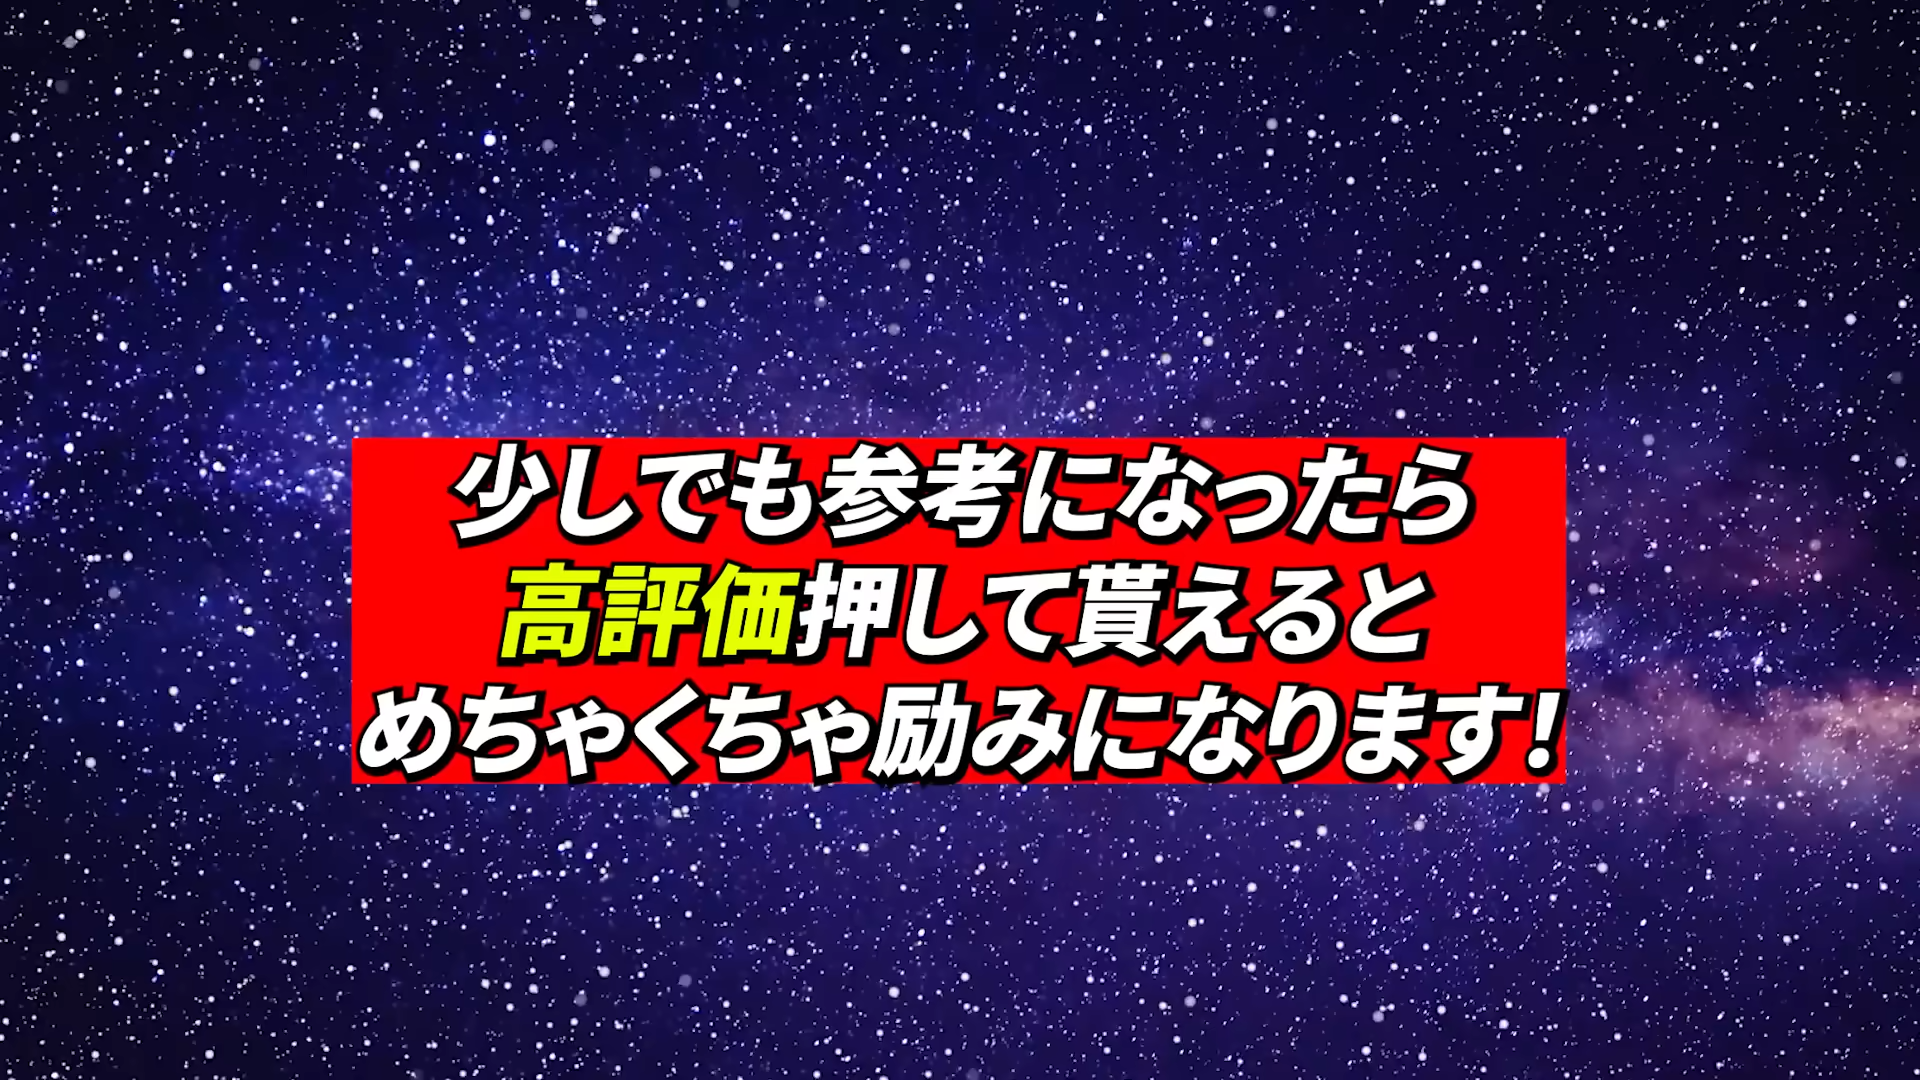 少しでも参考になったら
高評価押して貰えると
めちゃくちゃ励みになります!